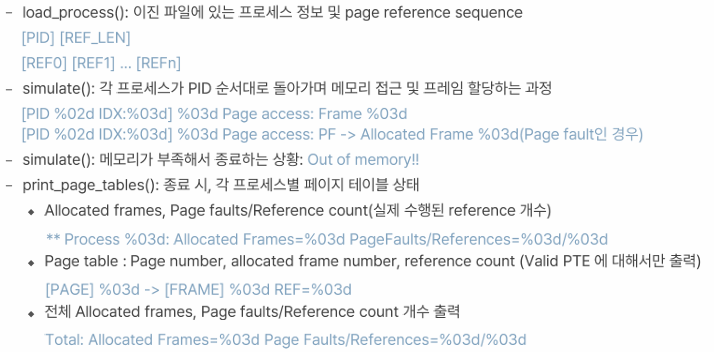 – load_process(): 이진 파일에 있는 프로세스 정보 및 page reference sequence
[PID] [REF_LEN]
[REF0] [REF1] ... [REFn]
– simulate(): 각 프로세스가 PID 순서대로 돌아가며 메모리 접근 및 프레임 할당하는 과정
[PID %02d IDX:%03d] %03d Page access: Frame %03d
[PID %02d IDX:%03d] %03d Page access: PF -> Allocated Frame %03d(Page fault인 경우)
– simulate(): 메모리가 부족해서 종료하는 상황: Out of memory!!
– print_page_tables(): 종료 시, 각 프로세스별 페이지 테이블 상태
◆ Allocated frames, Page faults/Reference count(실제 수행된 reference 개수)
** Process %03d: Allocated Frames=%03d PageFaults/References=%03d/%03d
◆ Page table : Page number, allocated frame number, reference count (Valid PTE 에 대해서만 출력)
[PAGE] %03d -> [FRAME] %03d REF=%03d
◆ 전체 Allocated frames, Page faults/Reference count 개수 출력
Total: Allocated Frames=%03d Page Faults/References=%03d/%03d